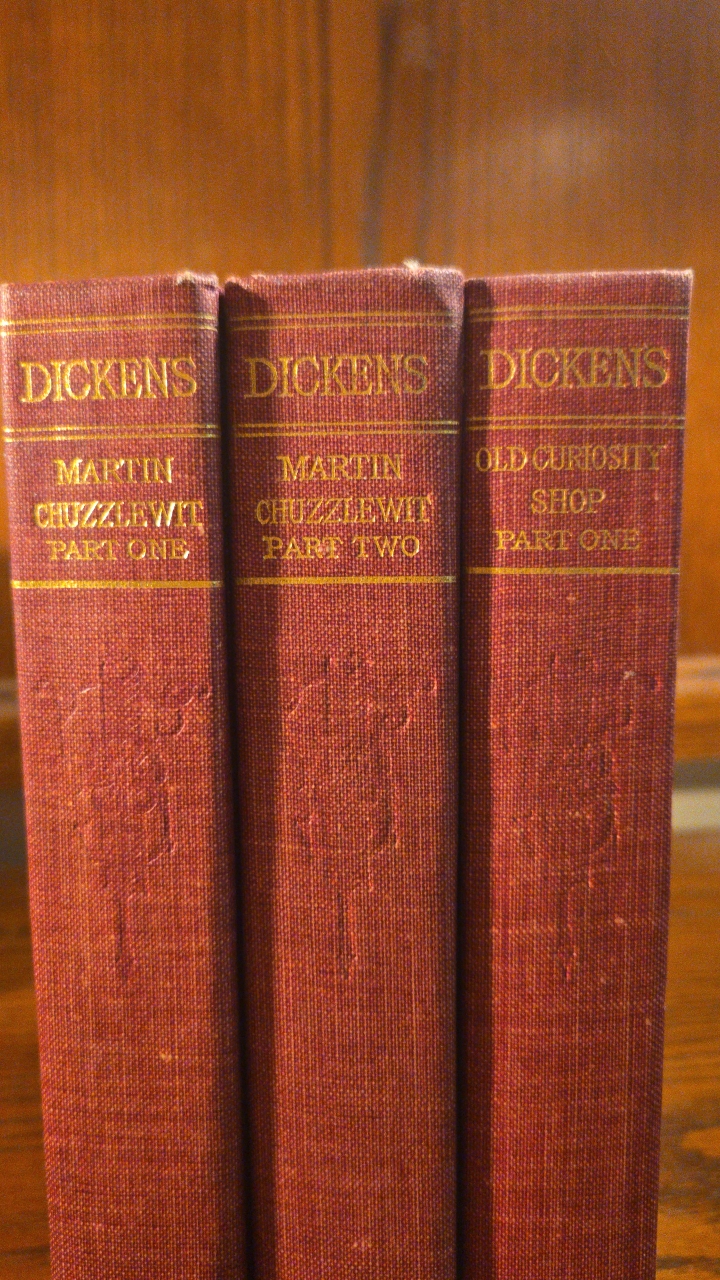 DICKENS
MARTIN
CHUZZLEWIT
PART ONE
DICKENS
MARTIN
CHUZZLEWIT
PART TWO
DICKENS
OLD CURIOSITY
SHOP
PART ONE